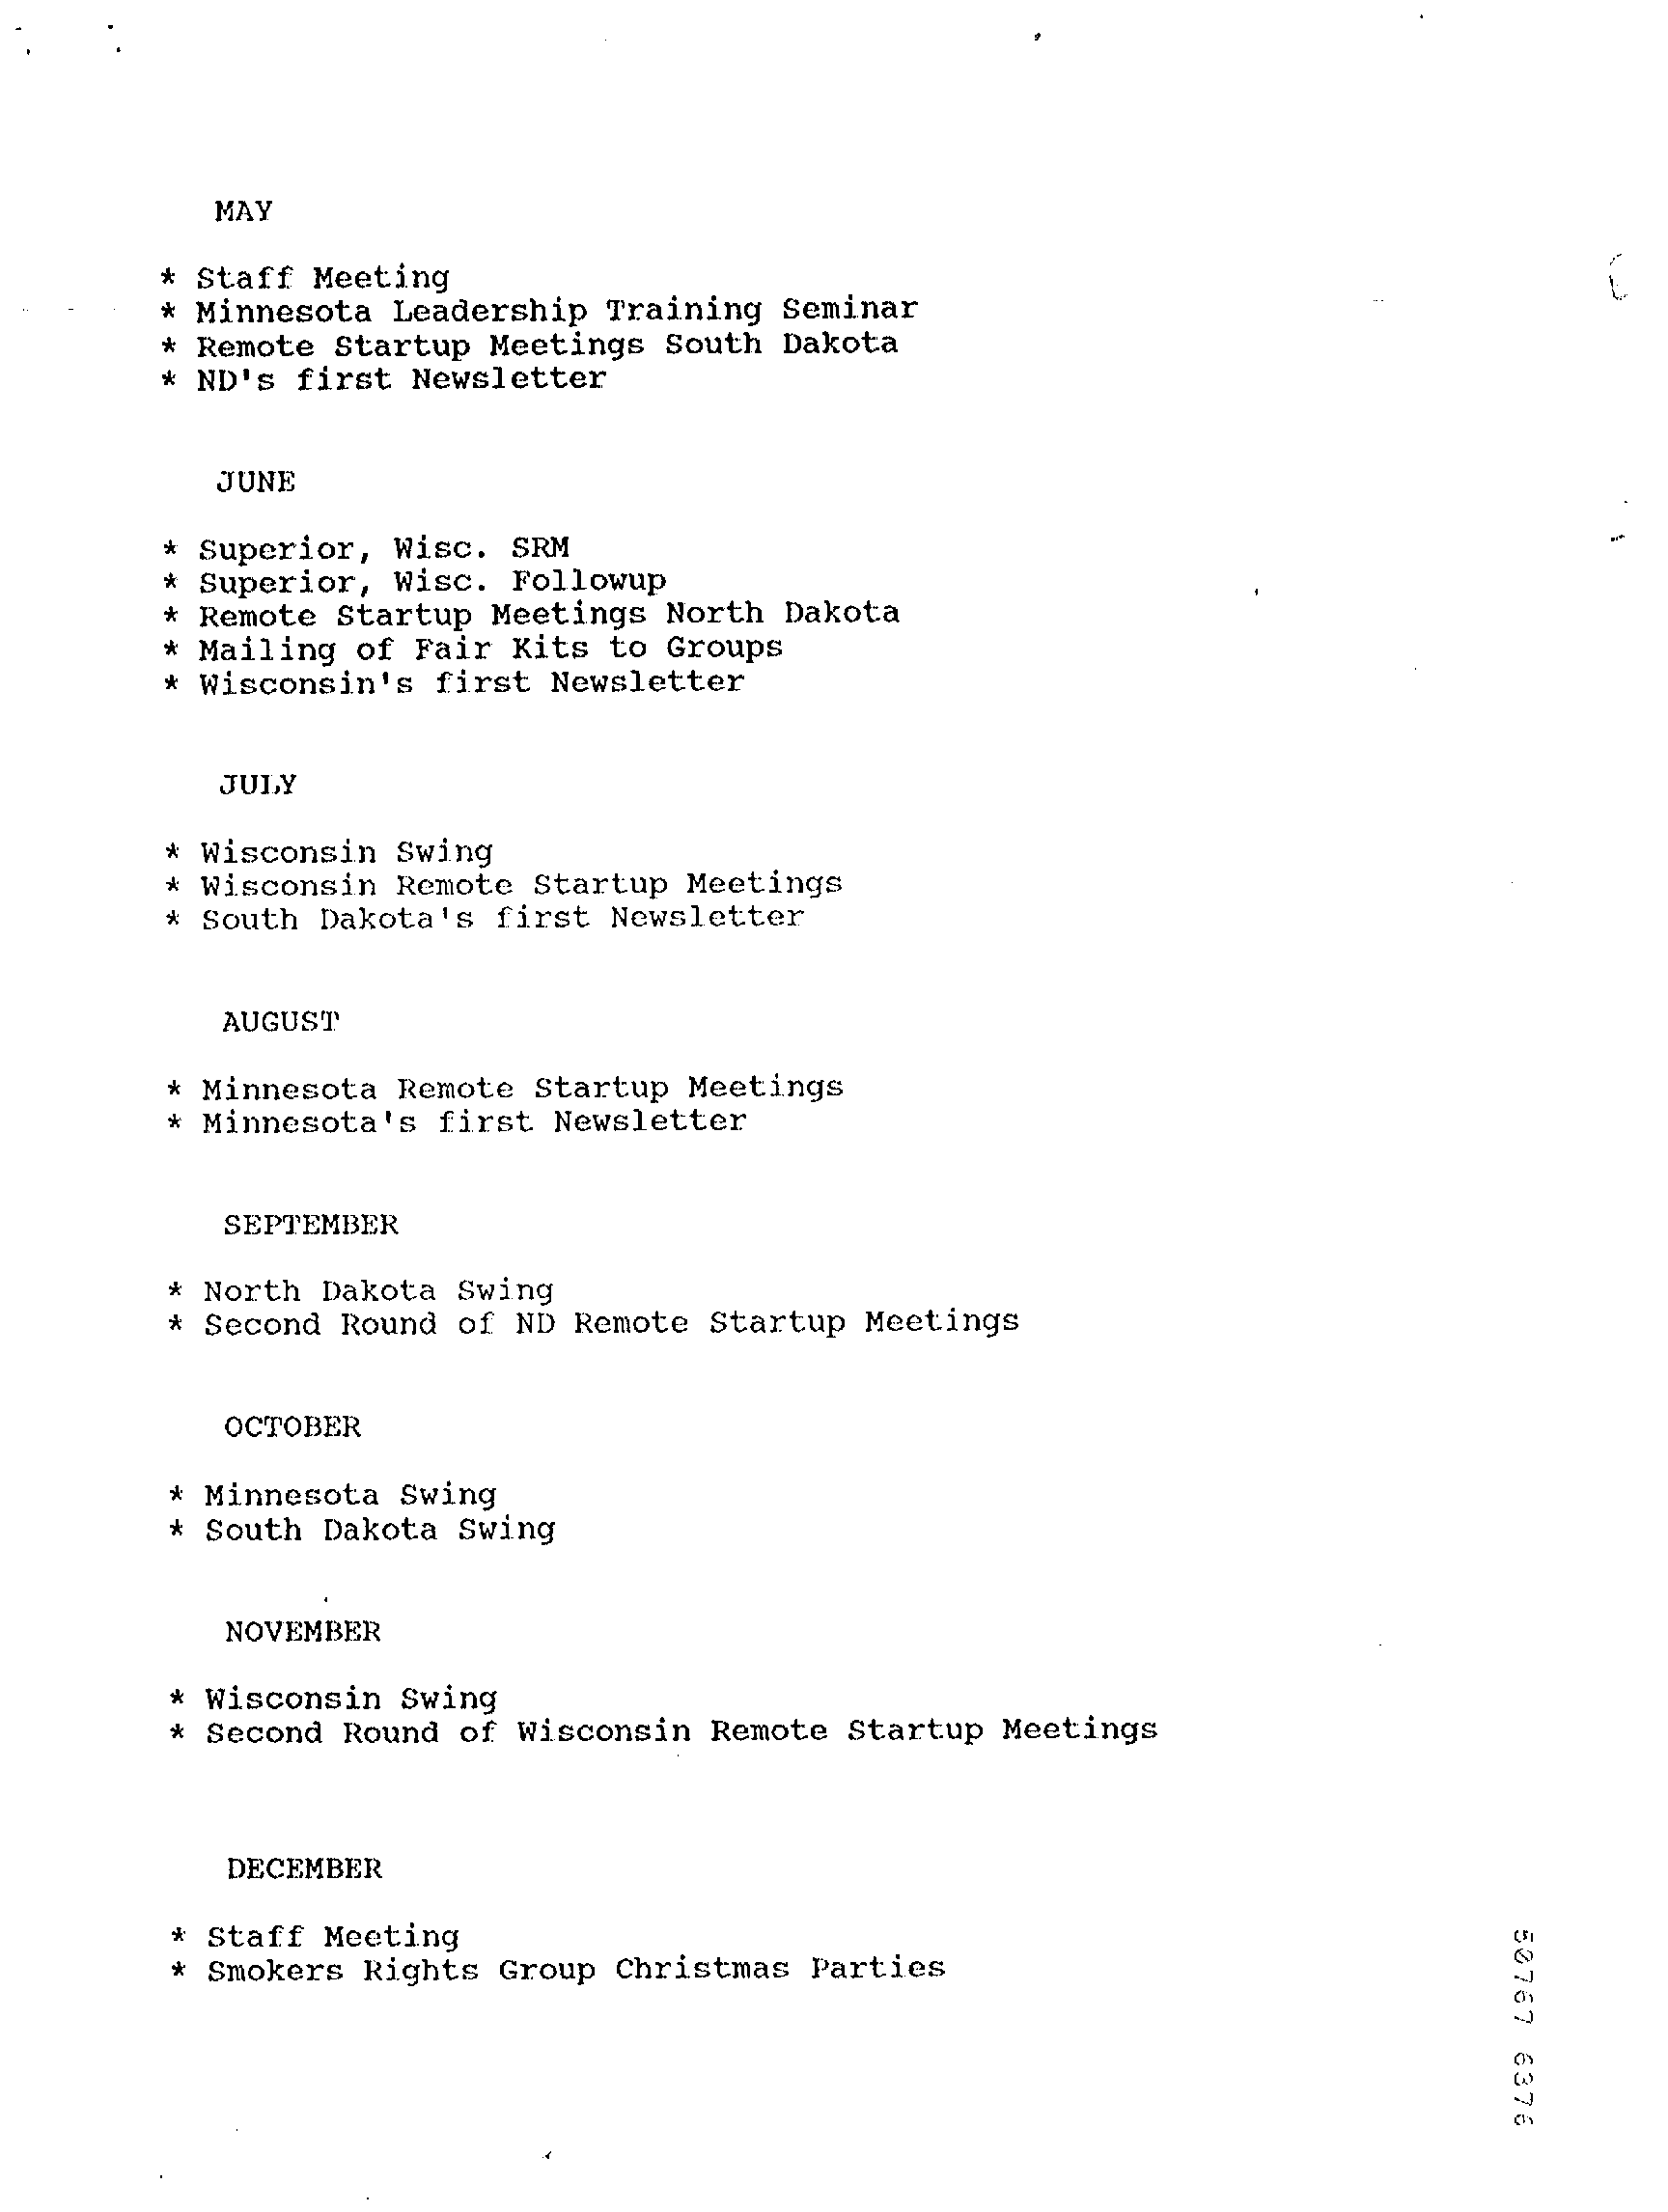 MAY
* Staff Meeting
* Minnesota Leadership Training Seminar
* Remote Startup Meetings South Dakota
* ND's first Newsletter
JUNE
* Superior, Wisc. SRM
* Superior, Wisc. Followup
* Remote Startup Meetings North Dakota
* Mailing of Fair Kits to Groups
* Wisconsin's first Newsletter
JULY
* Wisconsin Swing
* Wisconsin Remote Startup Meetings
* South Dakota's first Newsletter
AUGUST
* Minnesota Remote Startup Meetings
* Minnesota's first Newsletter
SEPTEMBER
* North Dakota Swing
* Second Round of ND Remote Startup Meetings
OCTOBER
* Minnesota Swing
* South Dakota Swing
NOVEMBER
* Wisconsin Swing
* Second Round of Wisconsin Remote Startup Meetings
DECEMBER
* Staff Meeting
* Smokers Rights Group Christmas Parties
50767 6376